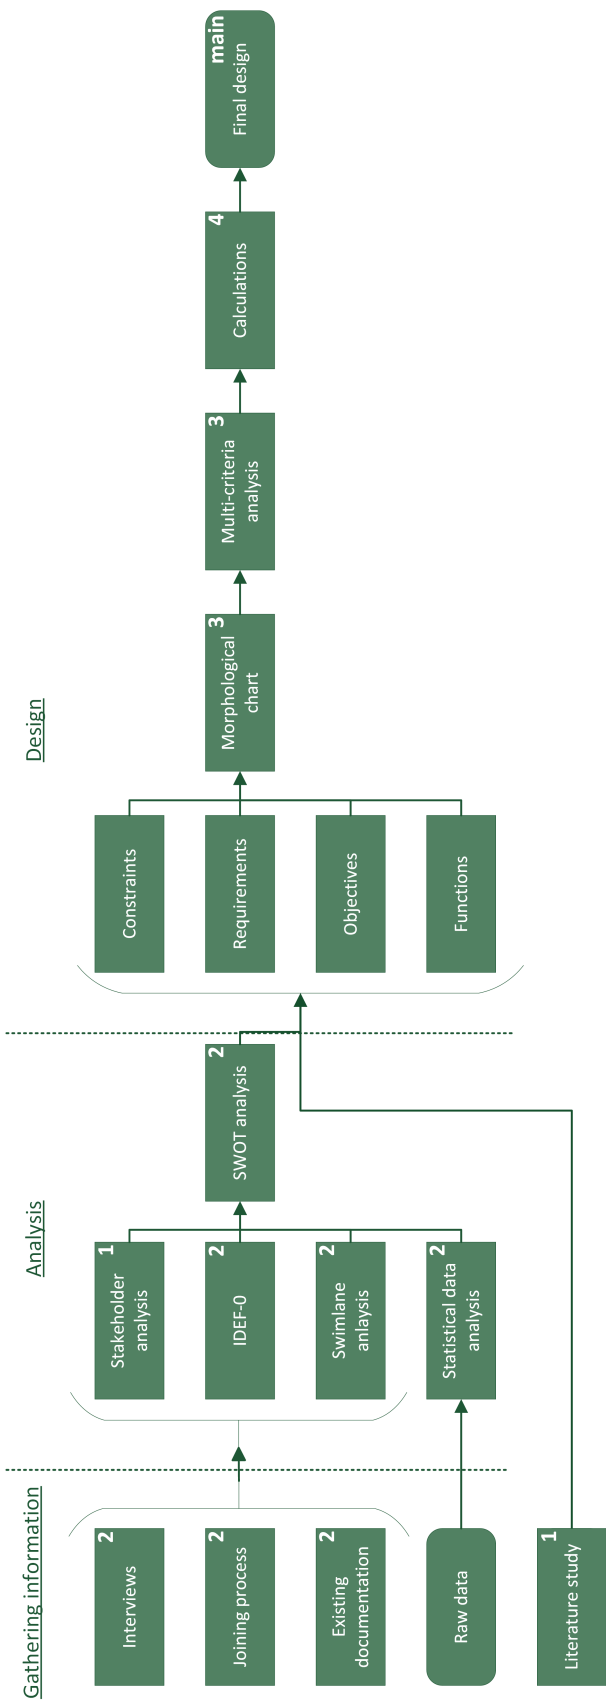 Gathering information
Analysis
Design
2
Interviews
2
Joining process
2
Existing
documentation
Raw data
1
Literature study
1
Stakeholder
analysis
2
IDEF-0
2
Swimlane
anlaysis
2
Statistical data
analysis
2
SWOT analysis
Constraints
Requirements
Objectives
Functions
3
Morphological
chart
3
Multi-criteria
analysis
4
Calculations
main
Final design